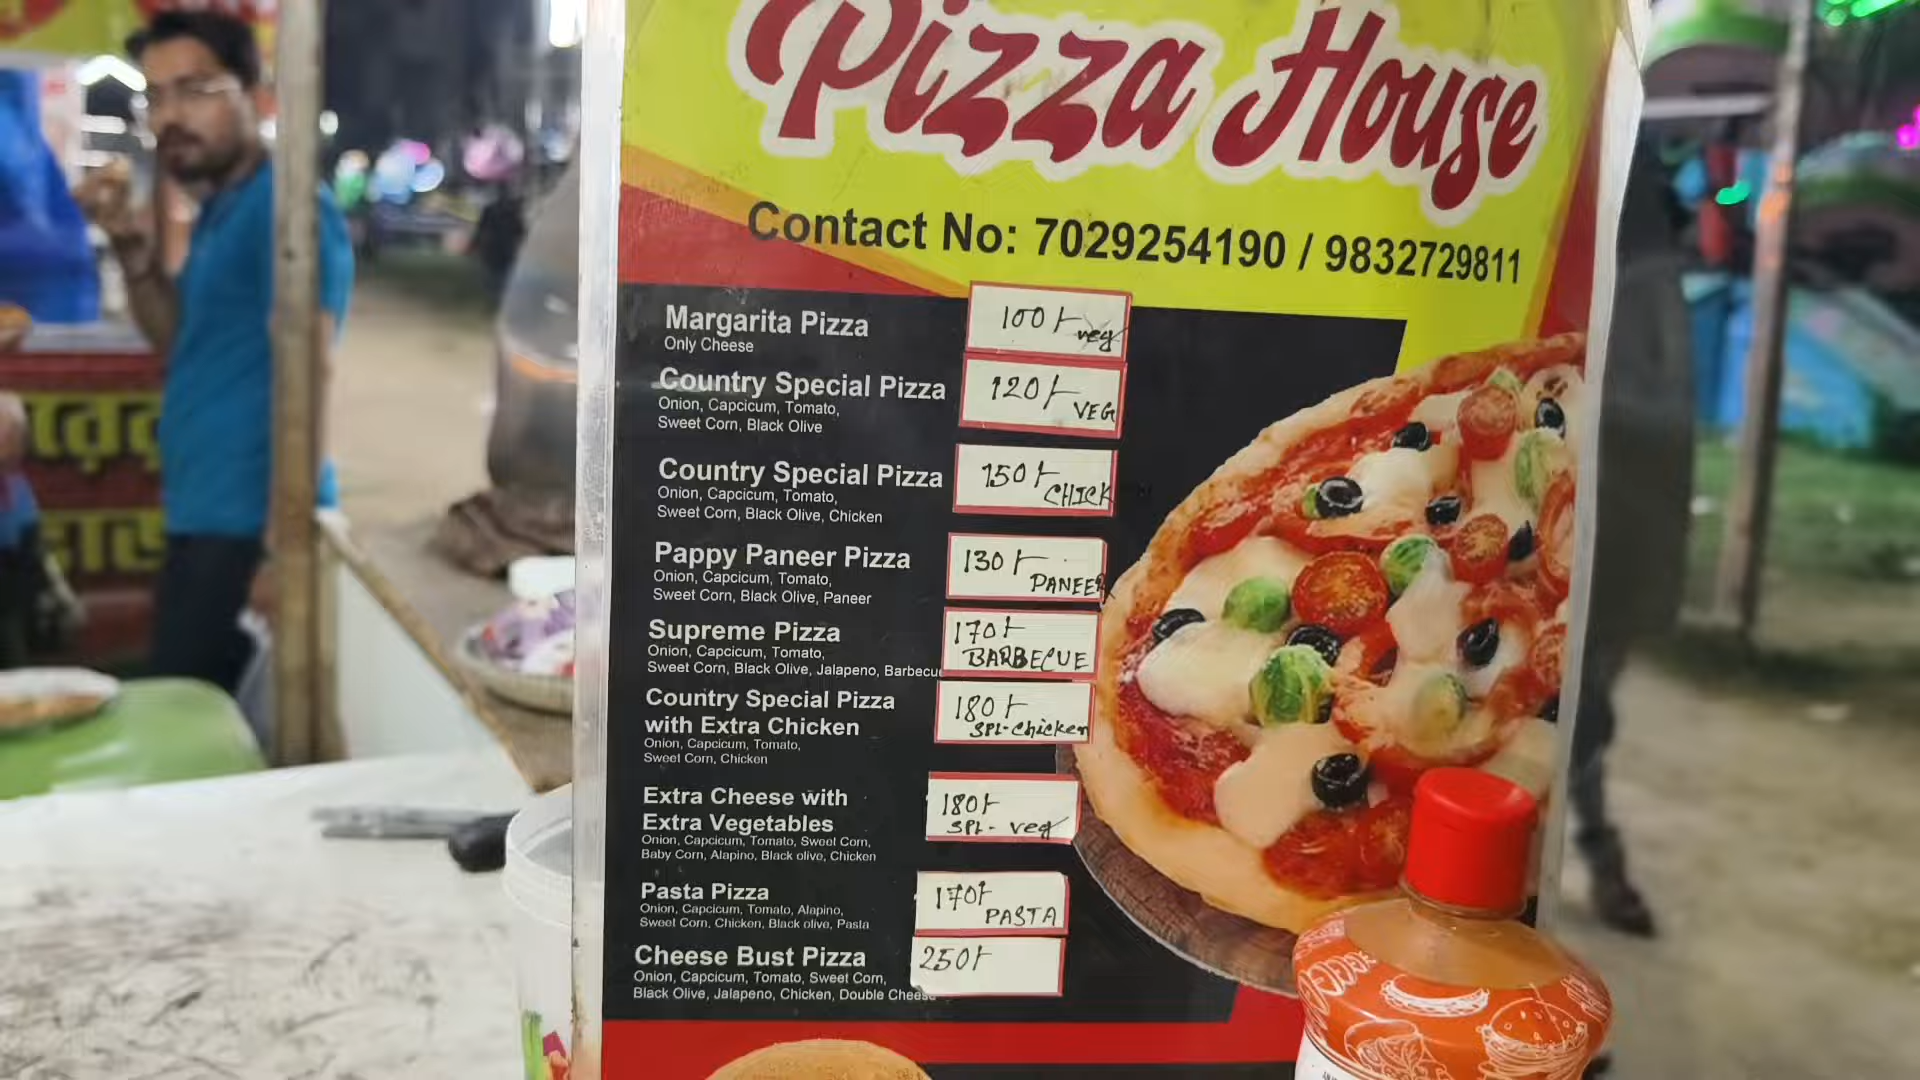 Pizza House
Contact No: 7029254190 / 9832729811
Margarita Pizza
Only Cheese
100/- veg
Country Special Pizza
Onion, Capcicum, Tomato,
Sweet Corn, Black Olive
120/- VEG
Country Special Pizza
Onion, Capcicum, Tomato,
Sweet Corn, Black Olive, Chicken
150/- CHICK
Pappy Paneer Pizza
Onion, Capcicum, Tomato,
Sweet Corn, Black Olive, Paneer
130/- PANEER
Supreme Pizza
Onion, Capcicum, Tomato,
Sweet Corn, Black Olive, Jalapeno, Barbecue
170/-
BARBECUE
Country Special Pizza
with Extra Chicken
Onion, Capcicum, Tomato,
Sweet Corn, Chicken
180/-
SPL-chicken
Extra Cheese with
Extra Vegetables
Onion, Capcicum, Tomato, Sweet Corn,
Baby Corn, Alapino, Black olive, Chicken
180/-
SPL- veg
Pasta Pizza
Onion, Capcicum, Tomato, Alapino,
Sweet Corn, Chicken, Black olive, Pasta
170/-
PASTA
Cheese Bust Pizza
Onion, Capcicum, Tomato, Sweet Corn,
Black Olive, Jalapeno, Chicken, Double Cheese
250/-